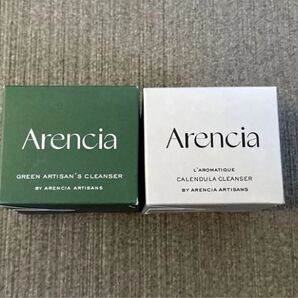 Arencia
GREEN ARTISAN'S CLEANSER
BY ARENCIA ARTISANS
Arencia
L'AROMATIQUE
CALENDULA CLEANSER
BY ARENCIA ARTISANS